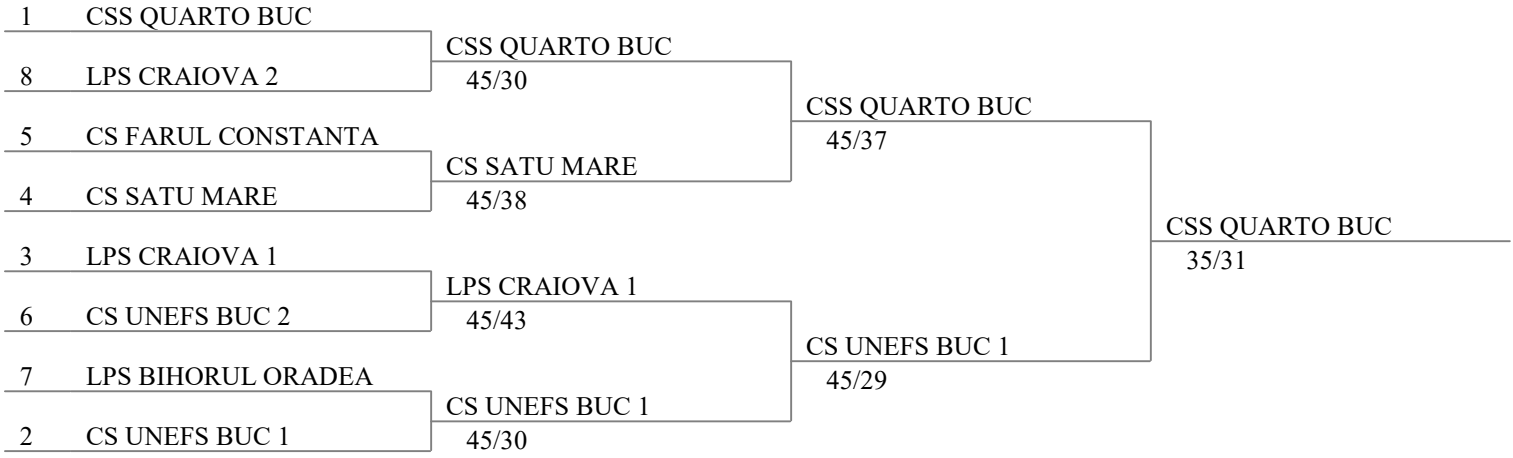 1 CSS QUARTO BUC
CSS QUARTO BUC
8 LPS CRAIOVA 2
45/30
CSS QUARTO BUC
5 CS FARUL CONSTANTA
45/37
CS SATU MARE
4 CS SATU MARE
45/38
CSS QUARTO BUC
3 LPS CRAIOVA 1
35/31
LPS CRAIOVA 1
6 CS UNEFS BUC 2
45/43
CS UNEFS BUC 1
7 LPS BIHORUL ORADEA
45/29
CS UNEFS BUC 1
2 CS UNEFS BUC 1
45/30